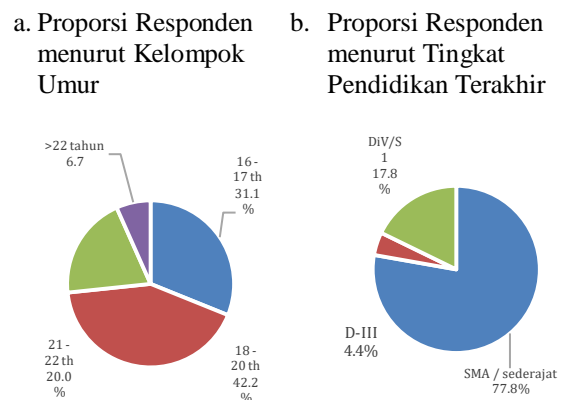 a. Proporsi Responden
menurut Kelompok
Umur
b. Proporsi Responden
menurut Tingkat
Pendidikan Terakhir
>22 tahun
6.7
16 -
17 th
31.1
%
21 -
22 th
20.0
%
18 -
20 th
42.2
%
DiV/S
1
17.8
%
D-III
4.4%
SMA / sederajat
77.8%